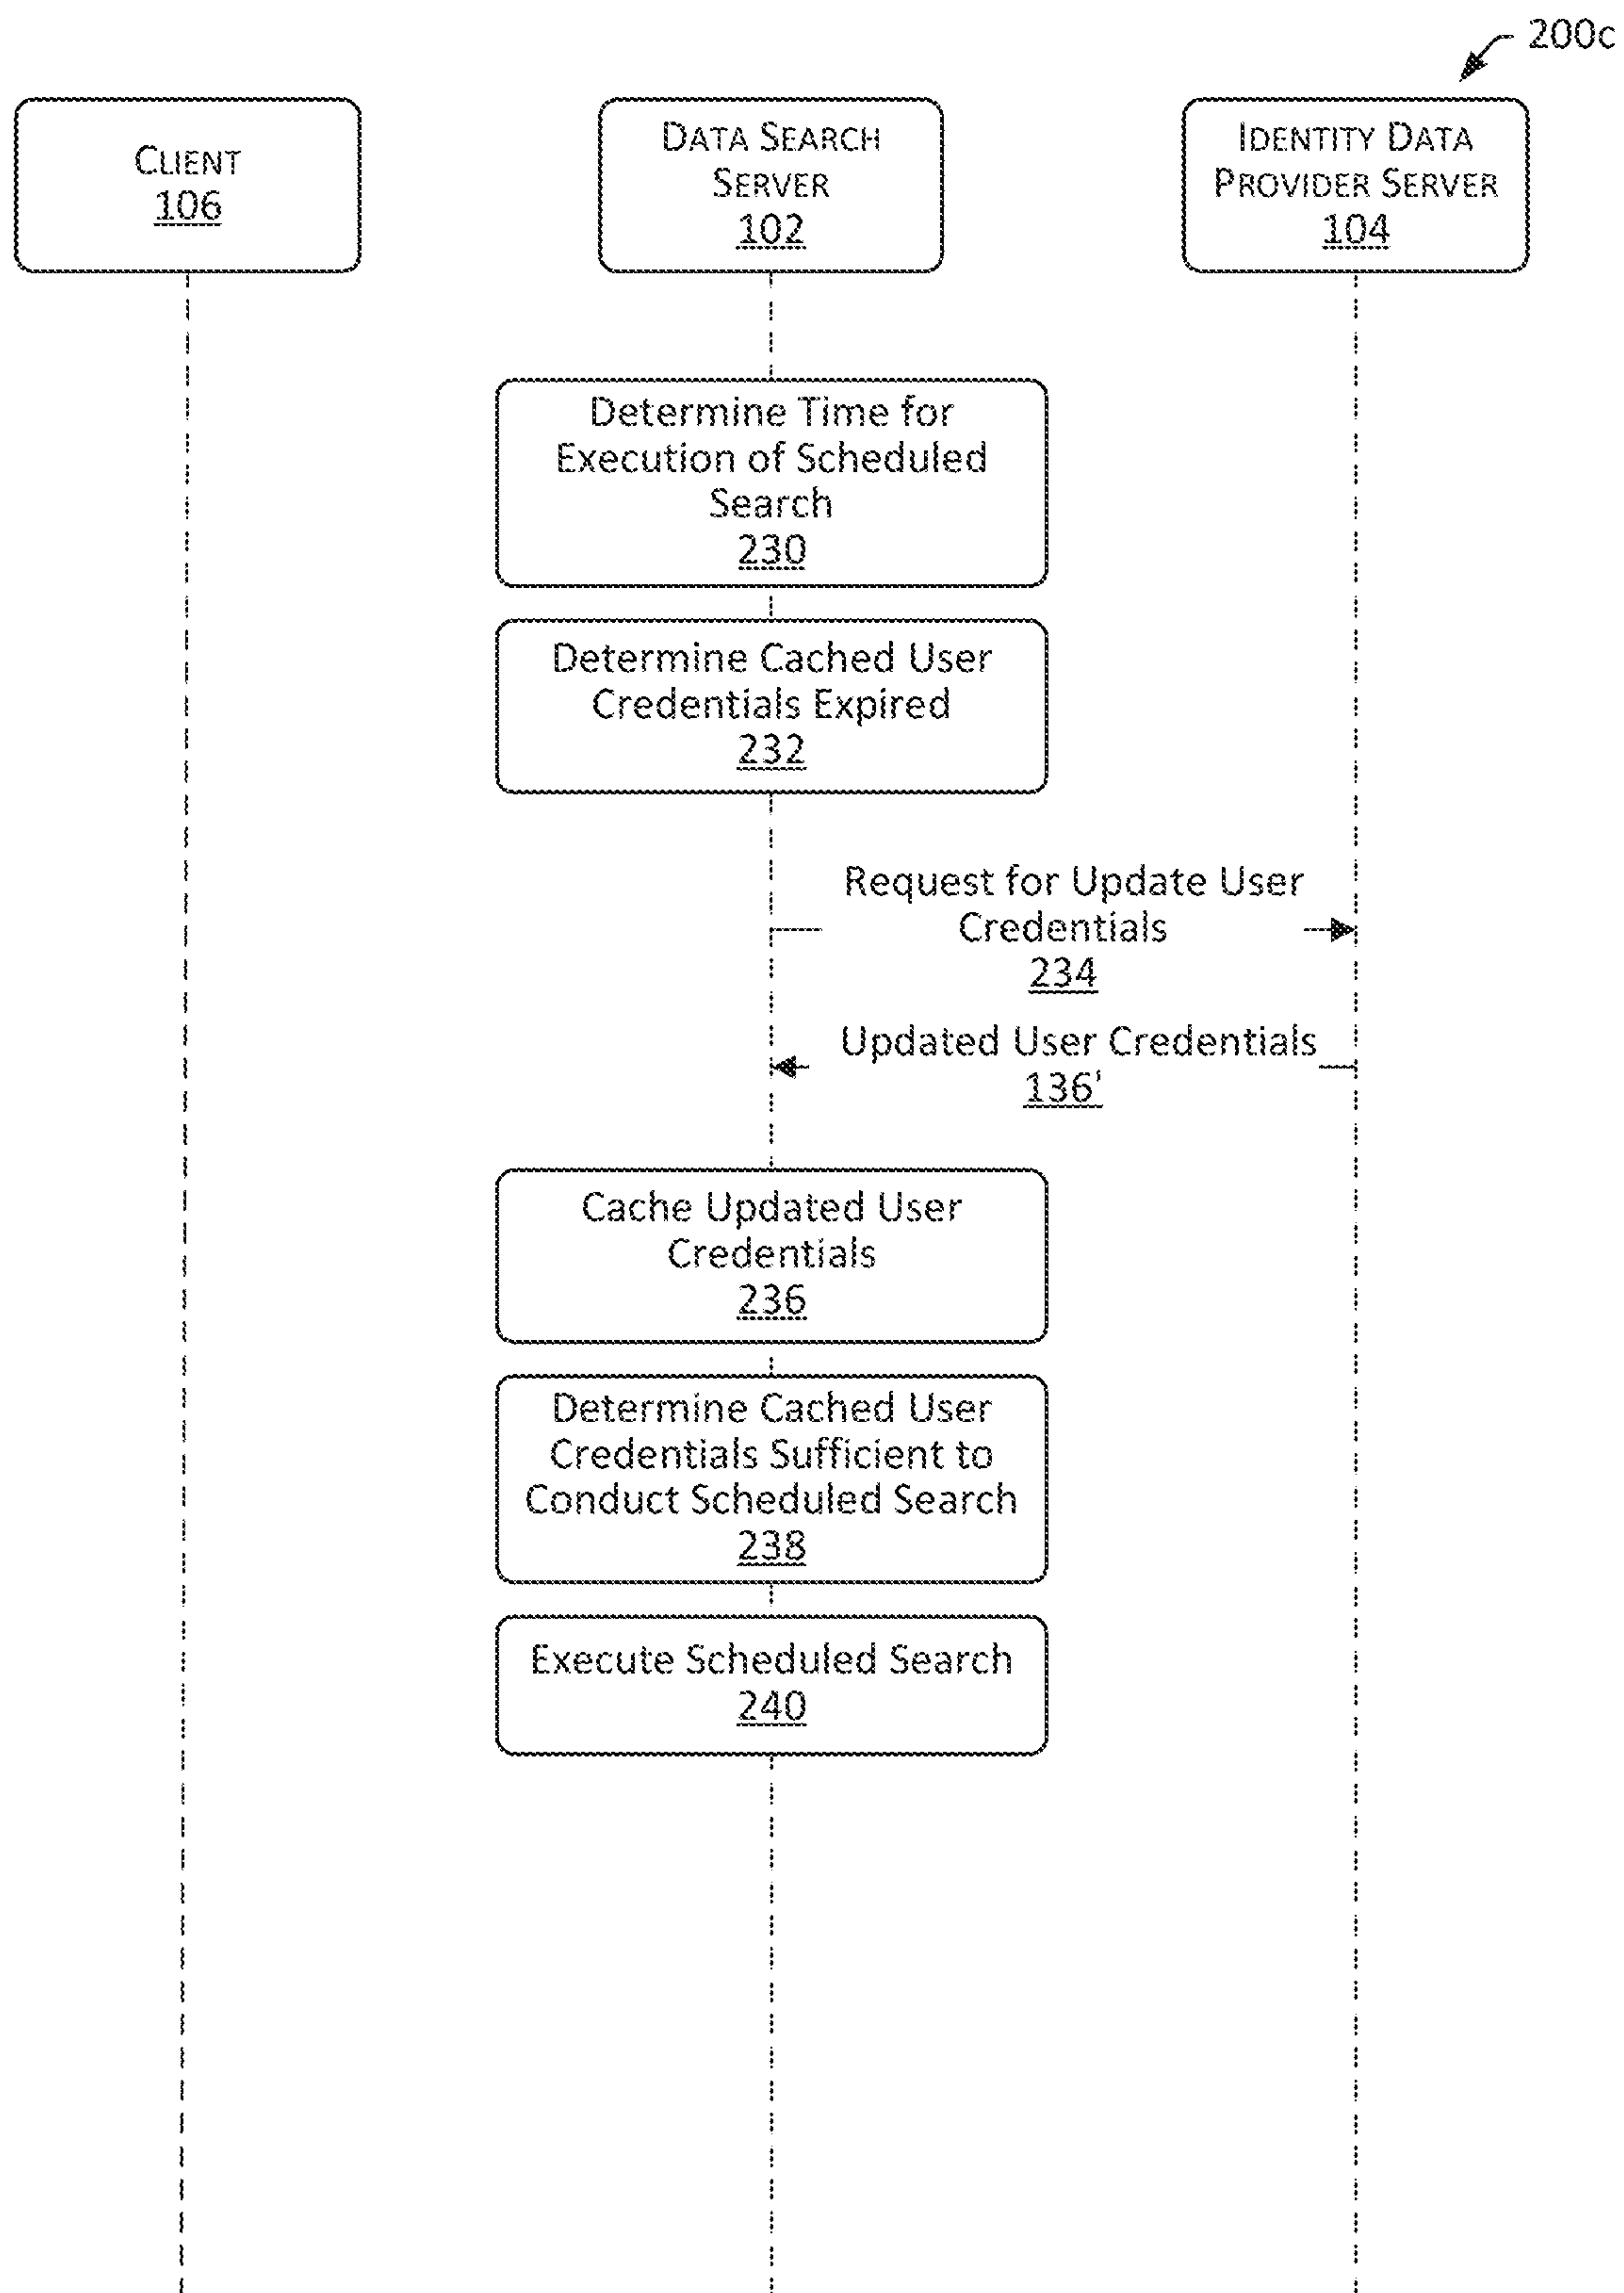 200c
CLIENT
106
DATA SEARCH
SERVER
102
IDENTITY DATA
PROVIDER SERVER
104
Determine Time for
Execution of Scheduled
Search
230
Determine Cached User
Credentials Expired
232
Request for Update User
Credentials
234
Updated User Credentials
136'
Cache Updated User
Credentials
236
Determine Cached User
Credentials Sufficient to
Conduct Scheduled Search
238
Execute Scheduled Search
240